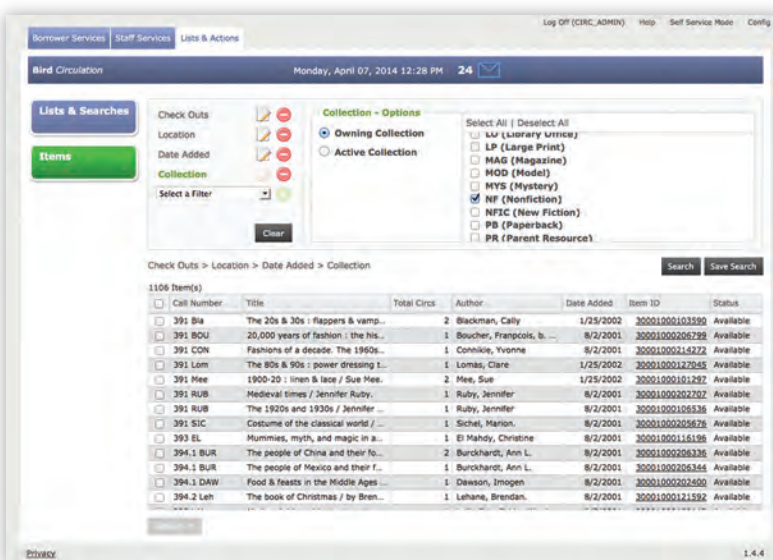 Log Off (CIRC_ADMIN) Help Self Service Mode Config
Borrower Services Staff Services Lists & Actions
Bird Circulation Monday, April 07, 2014 12:28 PM 24
Lists & Searches
Items
Check Outs
Location
Date Added
Collection
Select a Filter
Clear
Collection - Options
Owning Collection
Active Collection
Select All | Deselect All
LO (Library Office)
LP (Large Print)
MAG (Magazine)
MOD (Model)
MYS (Mystery)
NF (Nonfiction)
NFIC (New Fiction)
PB (Paperback)
PR (Parent Resource)
Check Outs > Location > Date Added > Collection Search Save Search
1106 Item(s)
Call Number Title Total Circs Author Date Added Item ID Status
391 Bla The 20s & 30s : flappers & vamp... 2 Blackman, Cally 1/25/2002 30001000103590 Available
391 BOU 20,000 years of fashion : the his... 1 Boucher, Franpcois, b. ... 8/2/2001 30001000206799 Available
391 CON Fashions of a decade. The 1960s... 1 Connikie, Yvonne 8/2/2001 30001000214272 Available
391 Lom The 80s & 90s : power dressing t... 1 Lomas, Clare 1/25/2002 30001000127045 Available
391 Mee 1900-20 : linen & lace / Sue Mee. 2 Mee, Sue 1/25/2002 30001000101297 Available
391 RUB Medieval times / Jennifer Ruby. 1 Ruby, Jennifer 8/2/2001 30001000202707 Available
391 RUB The 1920s and 1930s / Jennifer ... 1 Ruby, Jennifer 8/2/2001 30001000106536 Available
391 SIC Costume of the classical world / ... 1 Sichel, Marion. 8/2/2001 30001000205676 Available
393 EL Mummies, myth, and magic in a... 1 El Mahdy, Christine 8/2/2001 30001000116196 Available
394.1 BUR The people of China and their fo... 2 Burckhardt, Ann L. 8/2/2001 30001000206336 Available
394.1 BUR The people of Mexico and their f... 1 Burckhardt, Ann L. 8/2/2001 30001000206344 Available
394.1 DAW Food & feasts in the Middle Ages ... 1 Dawson, Imogen 8/2/2001 30001000202400 Available
394.2 Leh The book of Christmas / by Bren... 1 Lehane, Brendan. 8/2/2001 30001000121592 Available
Privacy 1.4.4